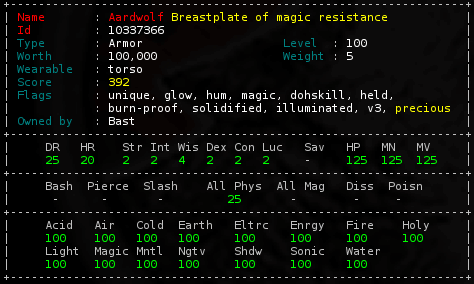 Name : Aardwolf Breastplate of magic resistance
Id : 10337366
Type : Armor Level : 100
Worth : 100,000 Weight : 5
Wearable : torso
Score : 392
Flags : unique, glow, hum, magic, dohskill, held,
: burn-proof, solidified, illuminated, v3, precious
Owned by : Bast
DR HR Str Int Wis Dex Con Luc Sav HP MN MV
25 20 2 2 4 2 2 2 - 125 125 125
Bash Pierce Slash All Phys All Mag Diss Poisn
- - - 25 - - -
Acid Air Cold Earth Eltrc Enrgy Fire Holy
100 100 100 100 100 100 100 100
Light Magic Mntl Ngtv Shdw Sonic Water
100 100 100 100 100 100 100